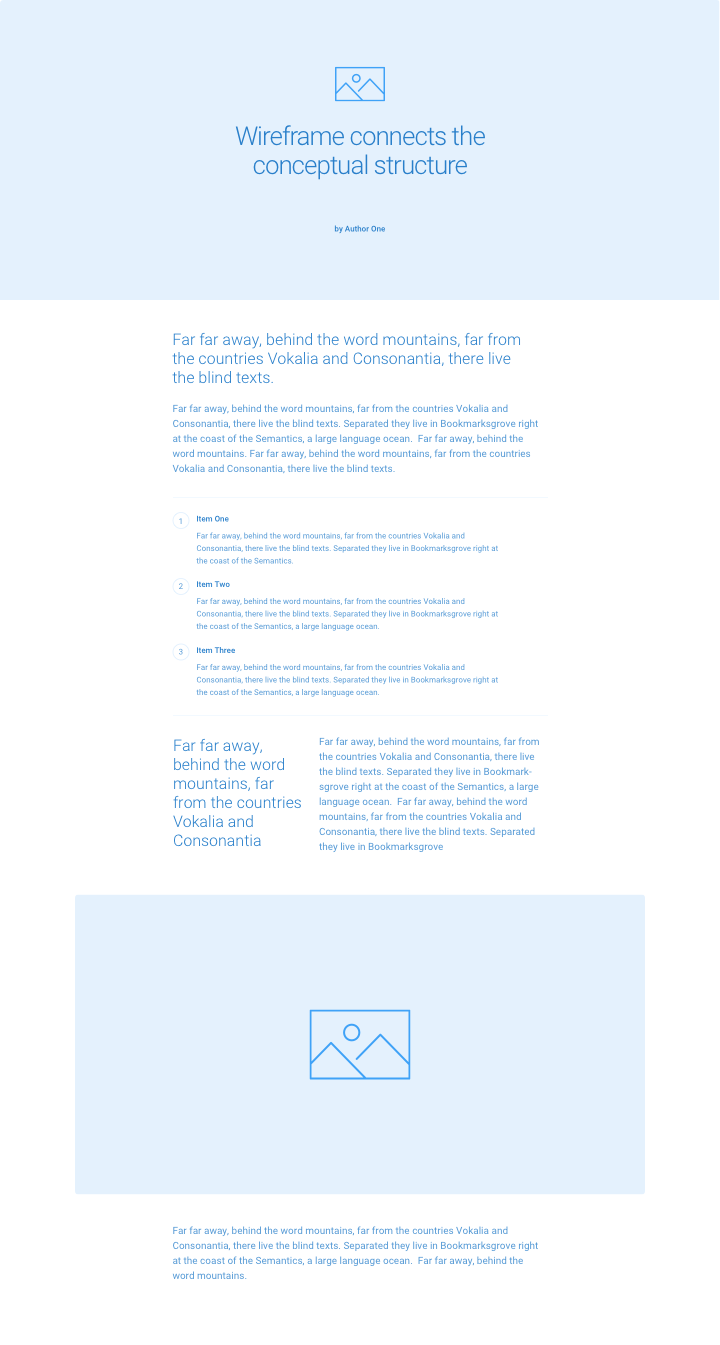 Wireframe connects the
conceptual structure
by Author One
Far far away, behind the word mountains, far from
the countries Vokalia and Consonantia, there live
the blind texts.
Far far away, behind the word mountains, far from the countries Vokalia and
Consonantia, there live the blind texts. Separated they live in Bookmarksgrove right
at the coast of the Semantics, a large language ocean.  Far far away, behind the
word mountains. Far far away, behind the word mountains, far from the countries
Vokalia and Consonantia, there live the blind texts.
1
Item One
Far far away, behind the word mountains, far from the countries Vokalia and
Consonantia, there live the blind texts. Separated they live in Bookmarksgrove right at
the coast of the Semantics.
2
Item Two
Far far away, behind the word mountains, far from the countries Vokalia and
Consonantia, there live the blind texts. Separated they live in Bookmarksgrove right at
the coast of the Semantics, a large language ocean.
3
Item Three
Far far away, behind the word mountains, far from the countries Vokalia and
Consonantia, there live the blind texts. Separated they live in Bookmarksgrove right at
the coast of the Semantics, a large language ocean.
Far far away,
behind the word
mountains, far
from the countries
Vokalia and
Consonantia
Far far away, behind the word mountains, far from
the countries Vokalia and Consonantia, there live
the blind texts. Separated they live in Bookmark-
sgrove right at the coast of the Semantics, a large
language ocean.  Far far away, behind the word
mountains, far from the countries Vokalia and
Consonantia, there live the blind texts. Separated
they live in Bookmarksgrove
Far far away, behind the word mountains, far from the countries Vokalia and
Consonantia, there live the blind texts. Separated they live in Bookmarksgrove right
at the coast of the Semantics, a large language ocean.  Far far away, behind the
word mountains.